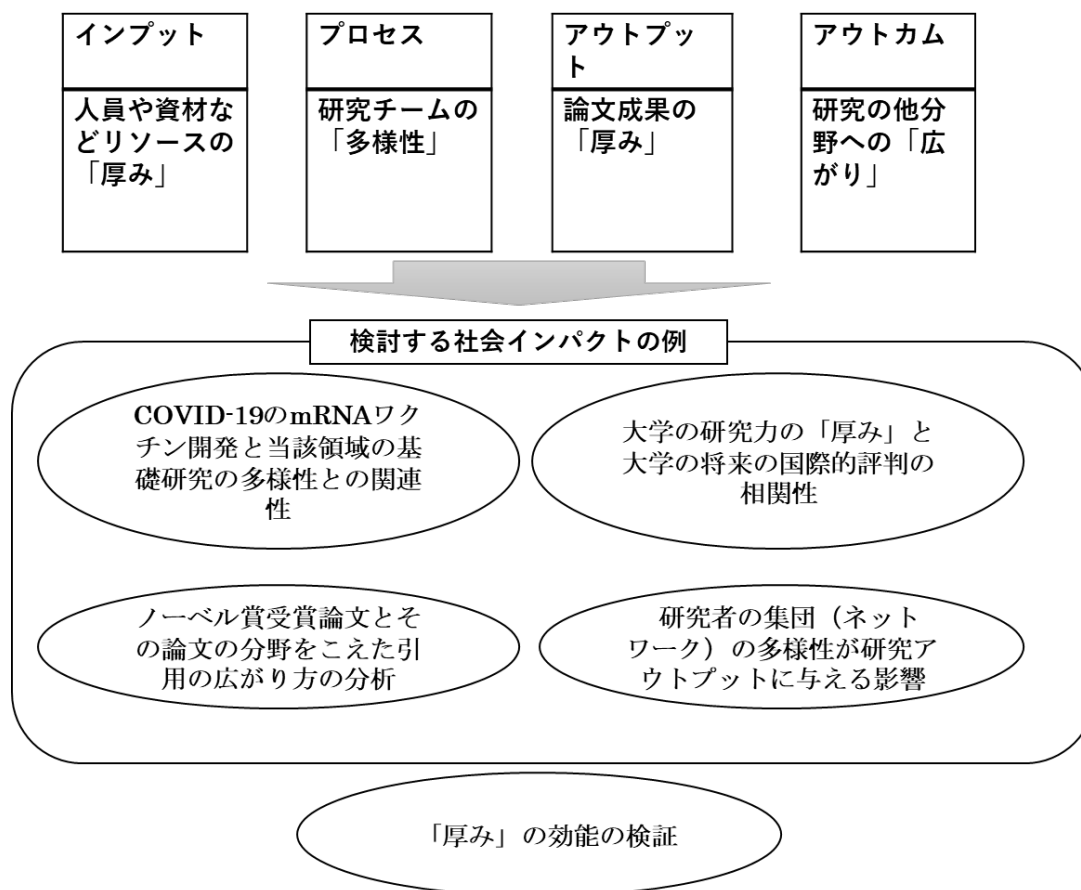 インプット
人員や資材な
どリソースの
「厚み」
プロセス
研究チームの
「多様性」
アウトプッ
ト
論文成果の
「厚み」
アウトカム
研究の他分
野への「広
がり」
検討する社会インパクトの例
COVID-19のmRNAワク
チン開発と当該領域の基
礎研究の多様性との関連
性
大学の研究力の「厚み」と
大学の将来の国際的評判の
相関性
ノーベル賞受賞論文とそ
の論文の分野をこえた引
用の広がり方の分析
研究者の集団（ネット
ワーク）の多様性が研究ア
ウトプットに与える影響
「厚み」の効能の検証